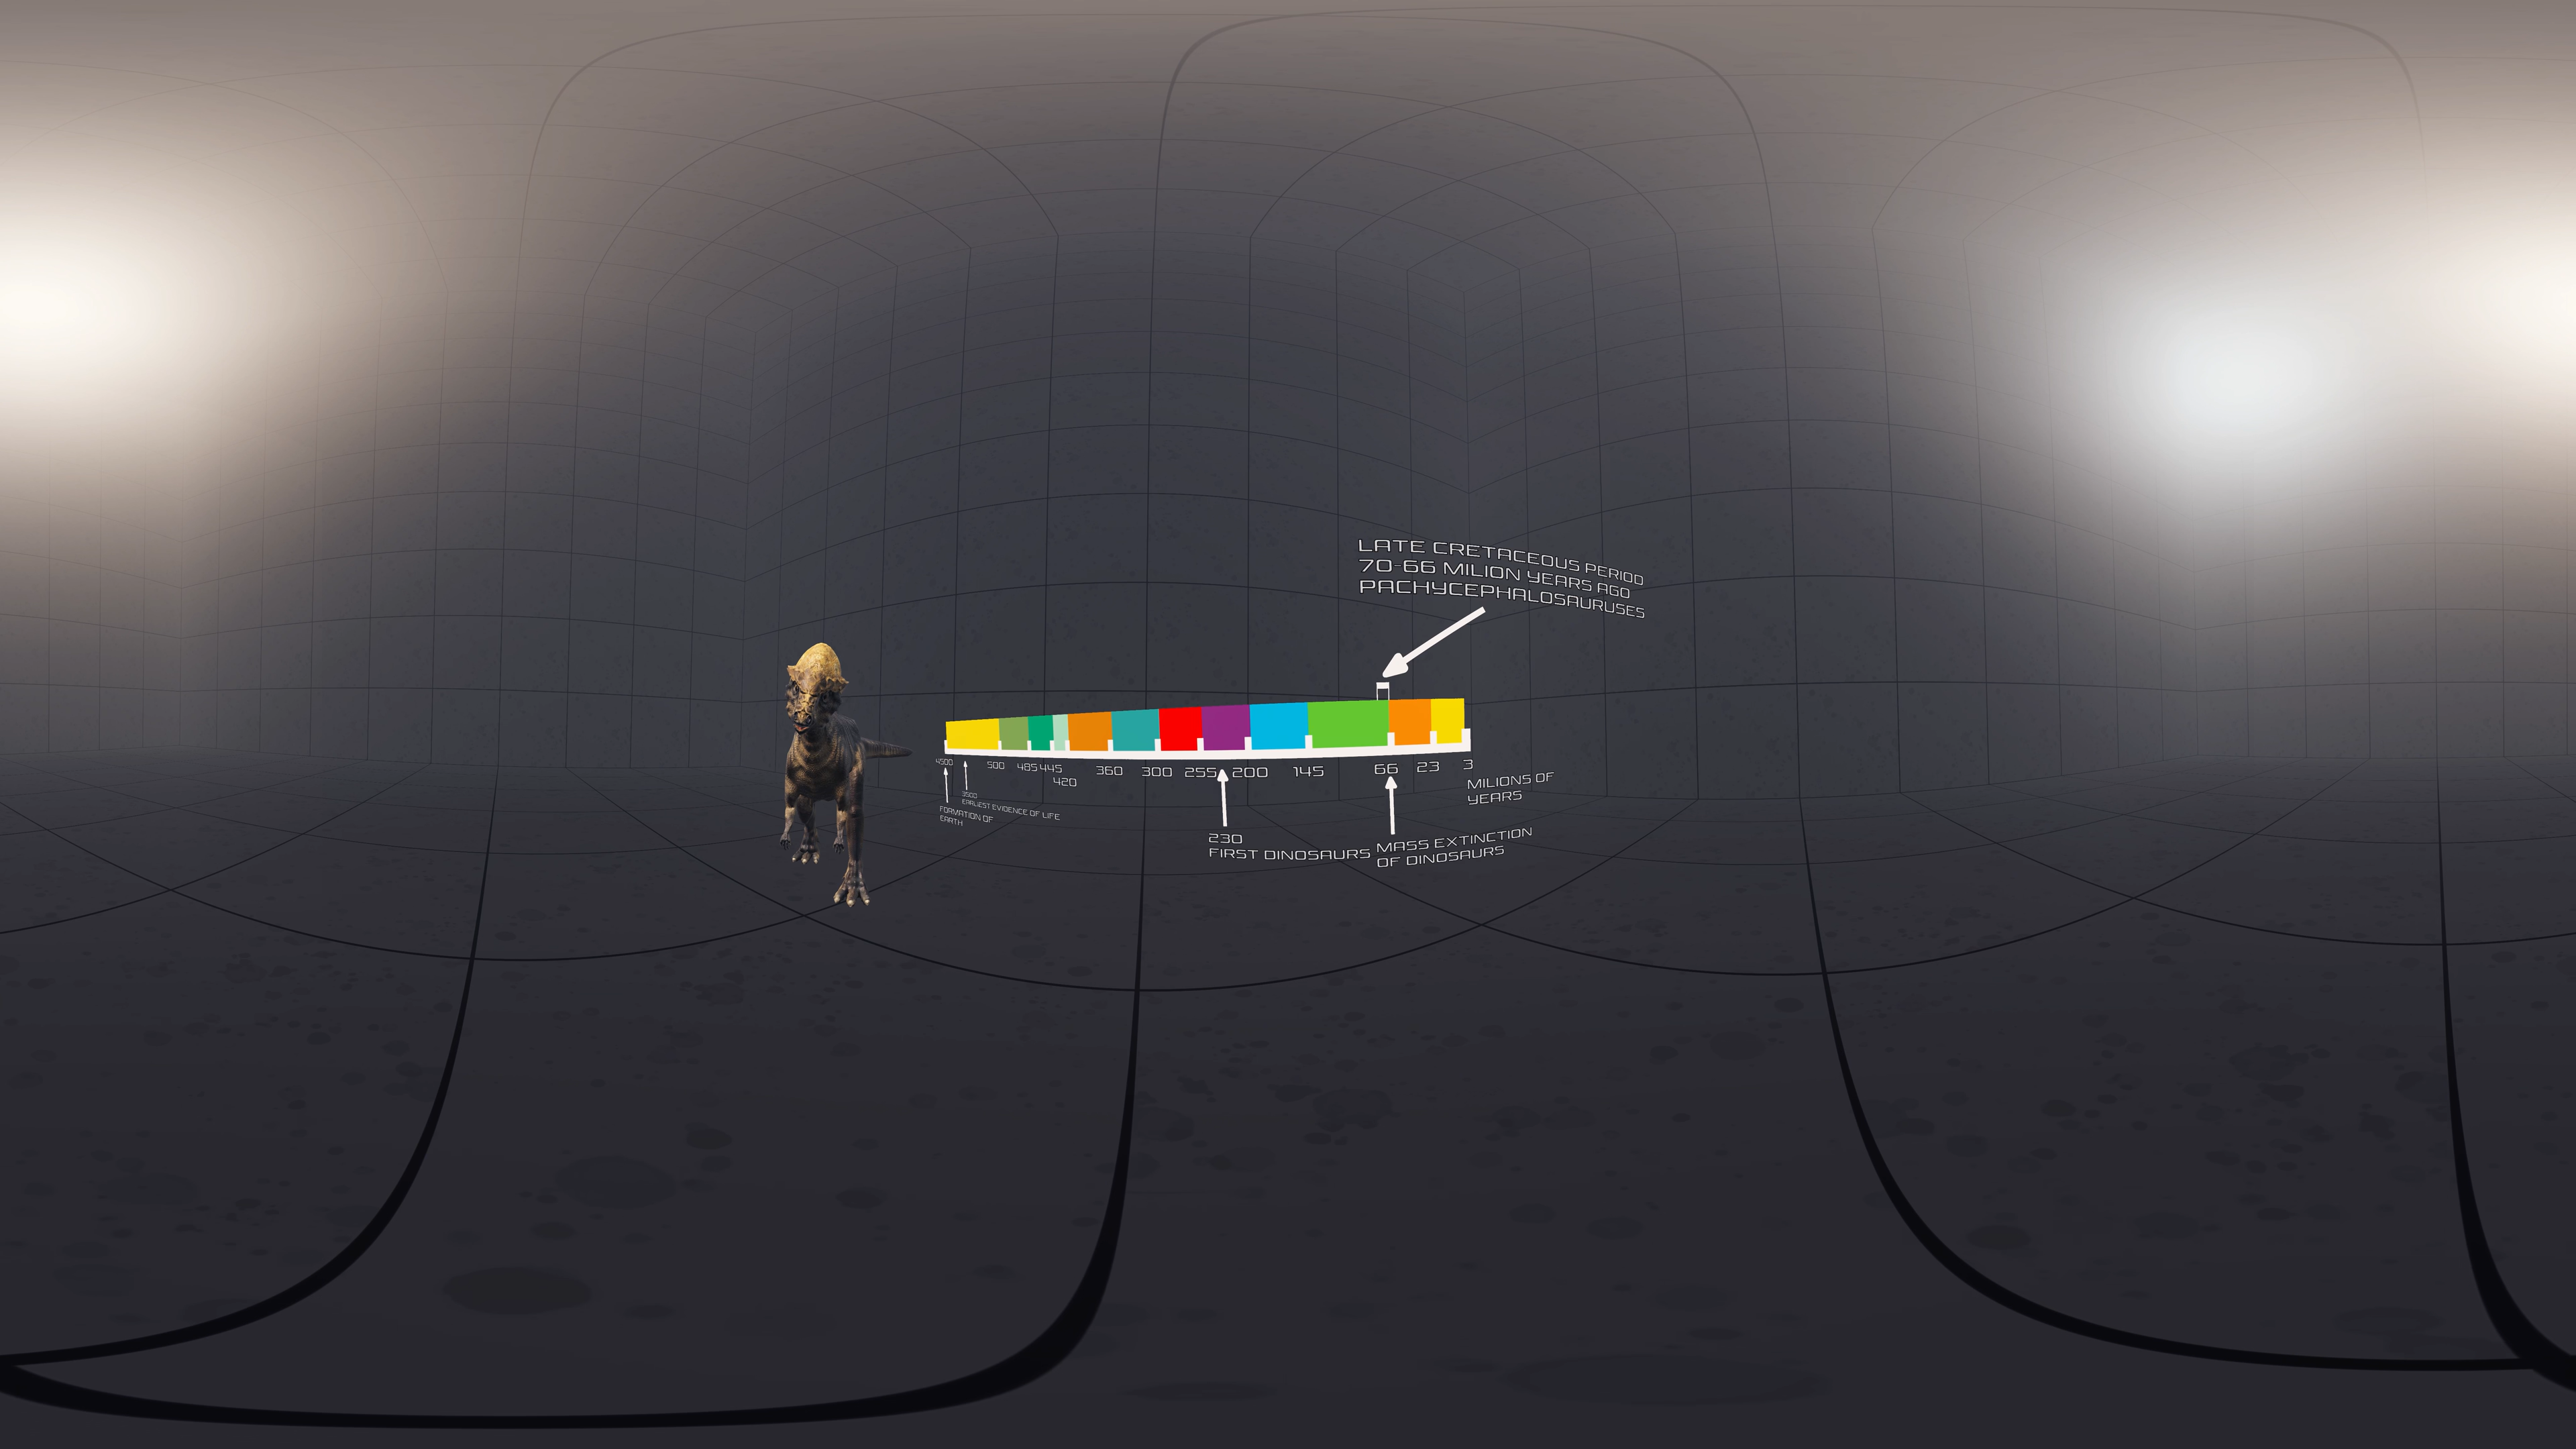 LATE CRETACEOUS PERIOD
70-66 MILION YEARS AGO
PACHYCEPHALOSAURUSES
4500 500 485 445 360 300 255 200 145 66 23 3
420
MILIONS OF
YEARS
3500
EARLIEST EVIDENCE OF LIFE
FORMATION OF
EARTH
230
FIRST DINOSAURS
MASS EXTINCTION
OF DINOSAURS